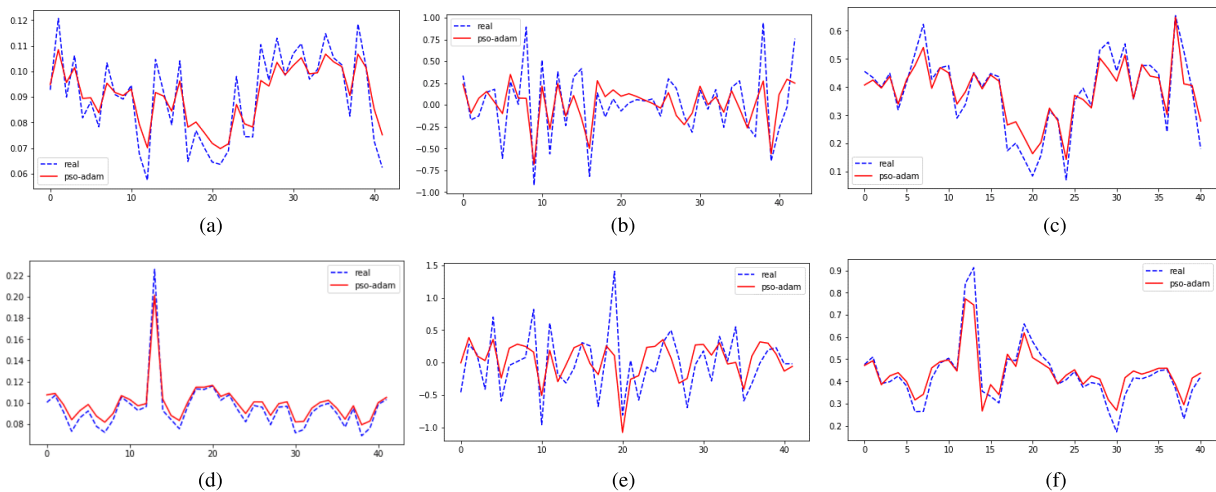 0.12
0.11
0.10
0.09
0.08
0.07
0.06
real
pso-adam
0 10 20 30 40
(a)
1.00
0.75
0.50
0.25
0.00
−0.25
−0.50
−0.75
−1.00
real
pso-adam
0 10 20 30 40
(b)
0.6
0.5
0.4
0.3
0.2
0.1
real
pso-adam
0 5 10 15 20 25 30 35 40
(c)
0.22
0.20
0.18
0.16
0.14
0.12
0.10
0.08
real
pso-adam
0 10 20 30 40
(d)
1.5
1.0
0.5
0.0
−0.5
−1.0
real
pso-adam
0 10 20 30 40
(e)
0.9
0.8
0.7
0.6
0.5
0.4
0.3
0.2
real
pso-adam
0 5 10 15 20 25 30 35 40
(f)